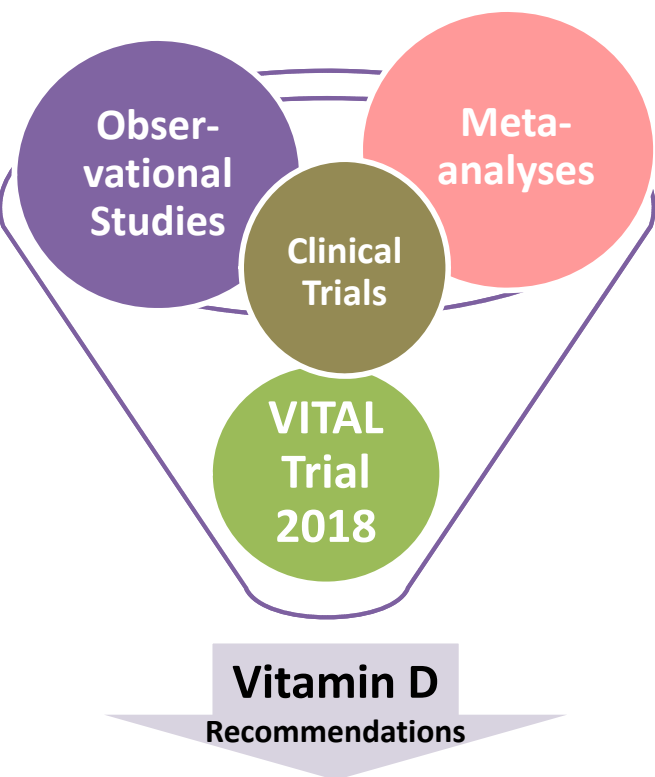 Obser-
vational
Studies
Meta-
analyses
Clinical
Trials
VITAL
Trial
2018
Vitamin D
Recommendations